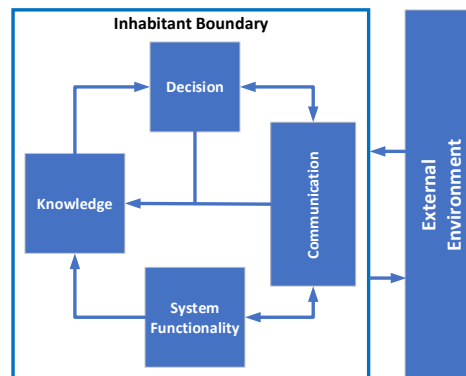 Inhabitant Boundary
Decision
Knowledge
Communication
System
Functionality
External
Environment